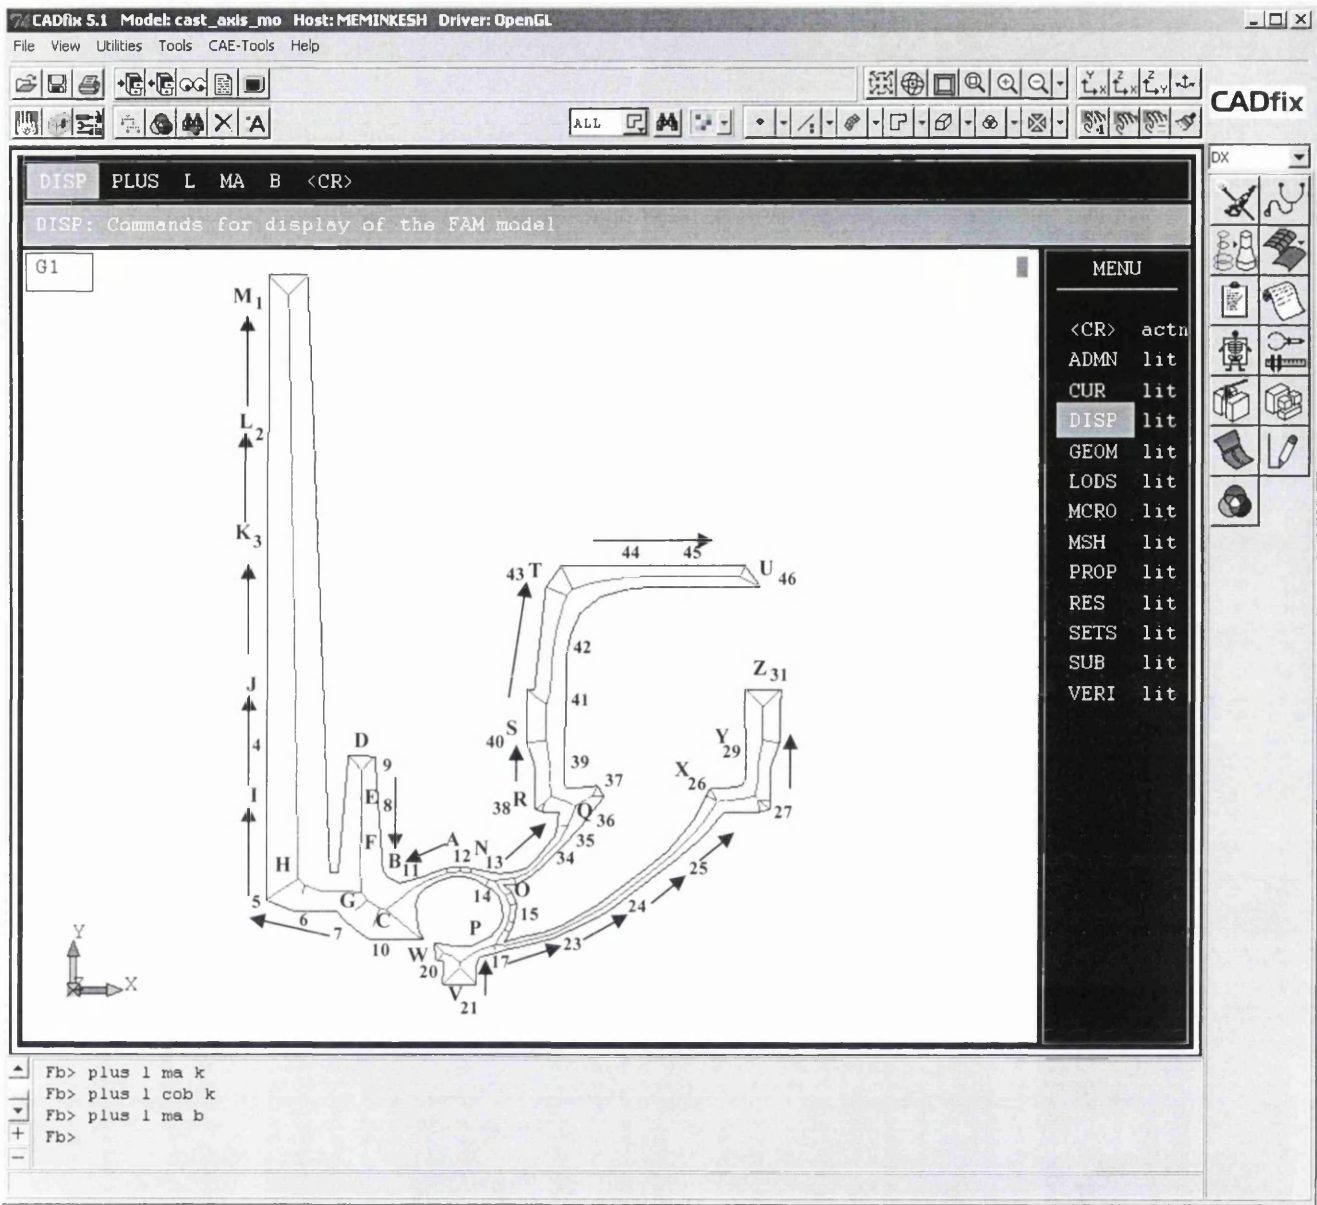 CADfix 5.1 Model: cast_axis_mo Host: MEMINKESH Driver: OpenGL
File View Utilities Tools CAE-Tools Help
CADfix
ALL
DX
DISP PLUS L MA B <CR>
DISP: Commands for display of the FAM model
G1
MENU
<CR> actn
ADMN lit
CUR lit
DISP lit
GEOM lit
LODS lit
MCRO lit
MSH lit
PROP lit
RES lit
SETS lit
SUB lit
VERI lit
M1
L2
K3
J
4
I
H
5
6
7
G
D
9
E
8
F
B
11
A
12
N
13
C
10
14
O
15
P
W
20
V
21
17
23
24
25
43 T
44 45
U 46
42
41
S
40
39
37
R
38
Q
36
35
34
Z 31
Y
29
X
26
27
Y
Z
X
Fb> plus l ma k
Fb> plus l cob k
Fb> plus l ma b
Fb>